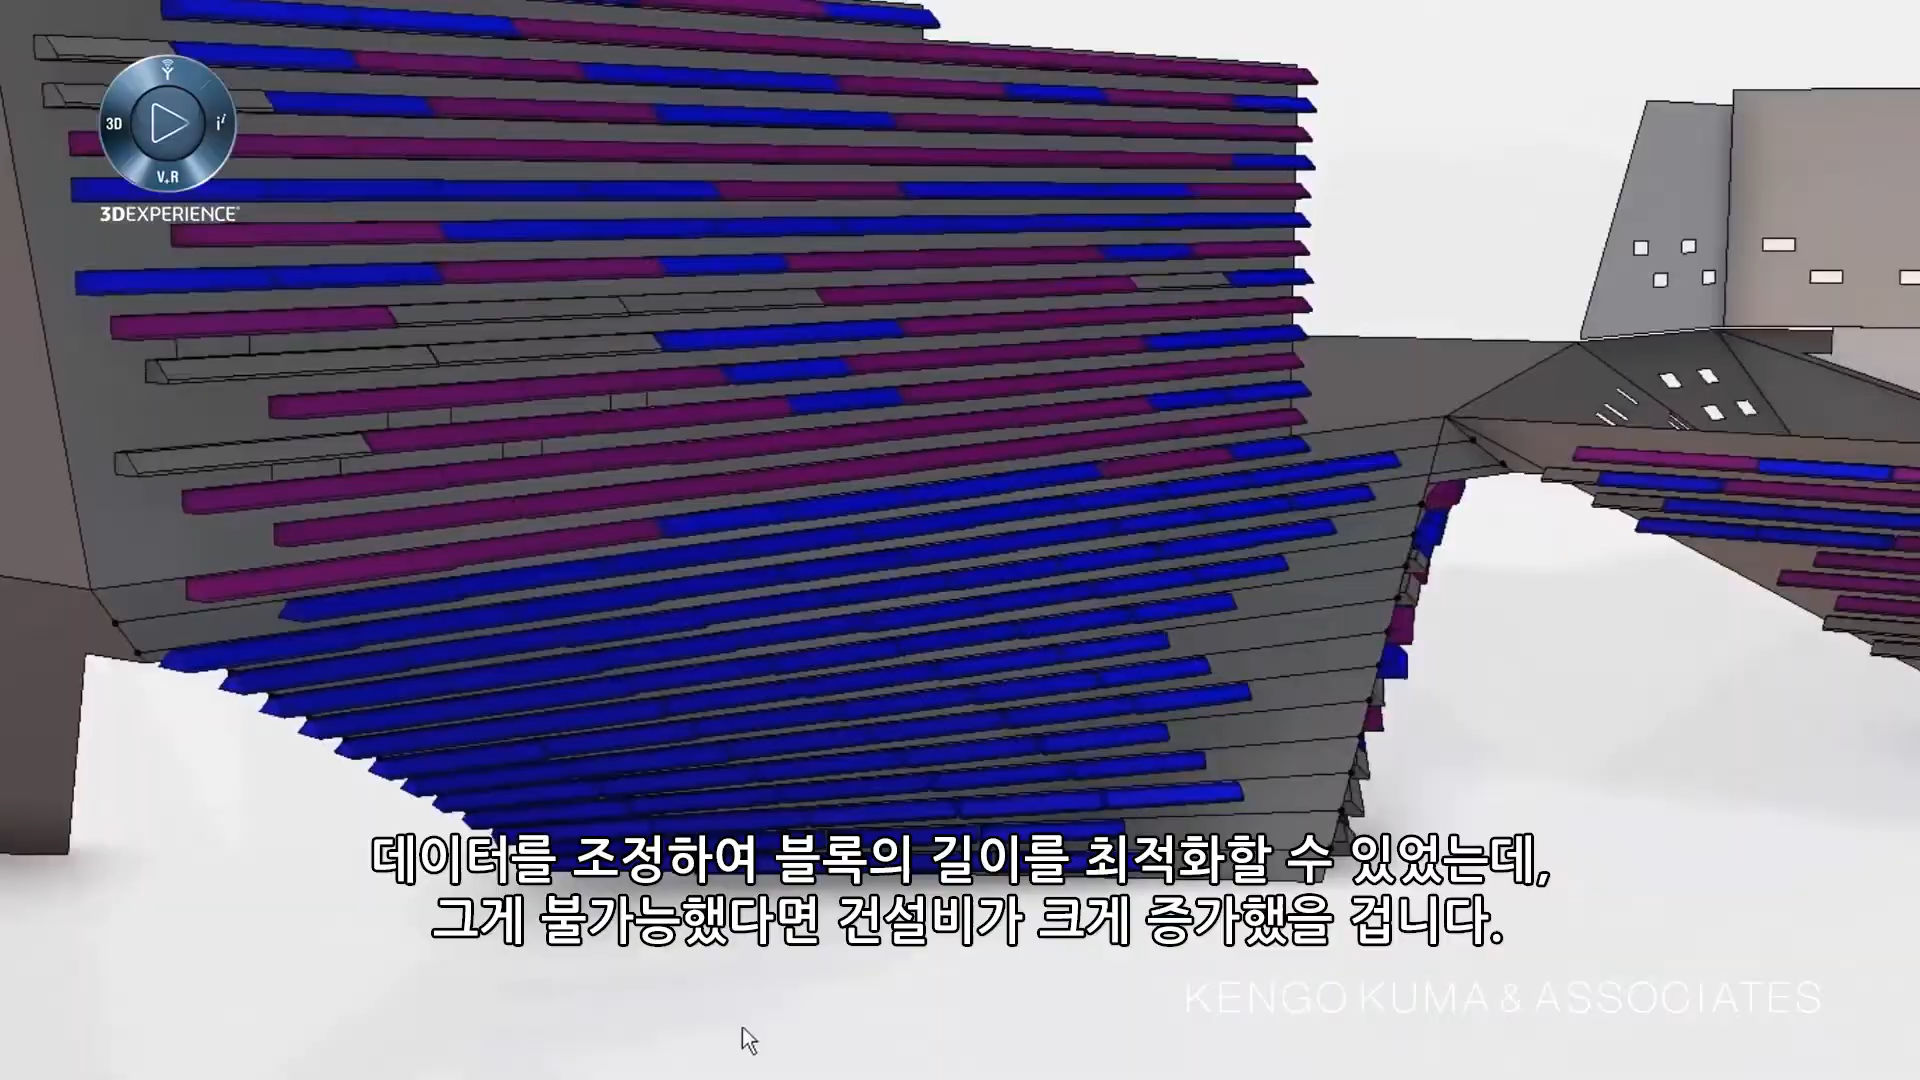 3D
i
V+R
3DEXPERIENCE
데이터를 조정하여 블록의 길이를 최적화할 수 있었는데,
그게 불가능했다면 건설비가 크게 증가했을 겁니다.
KENGO KUMA & ASSOCIATES